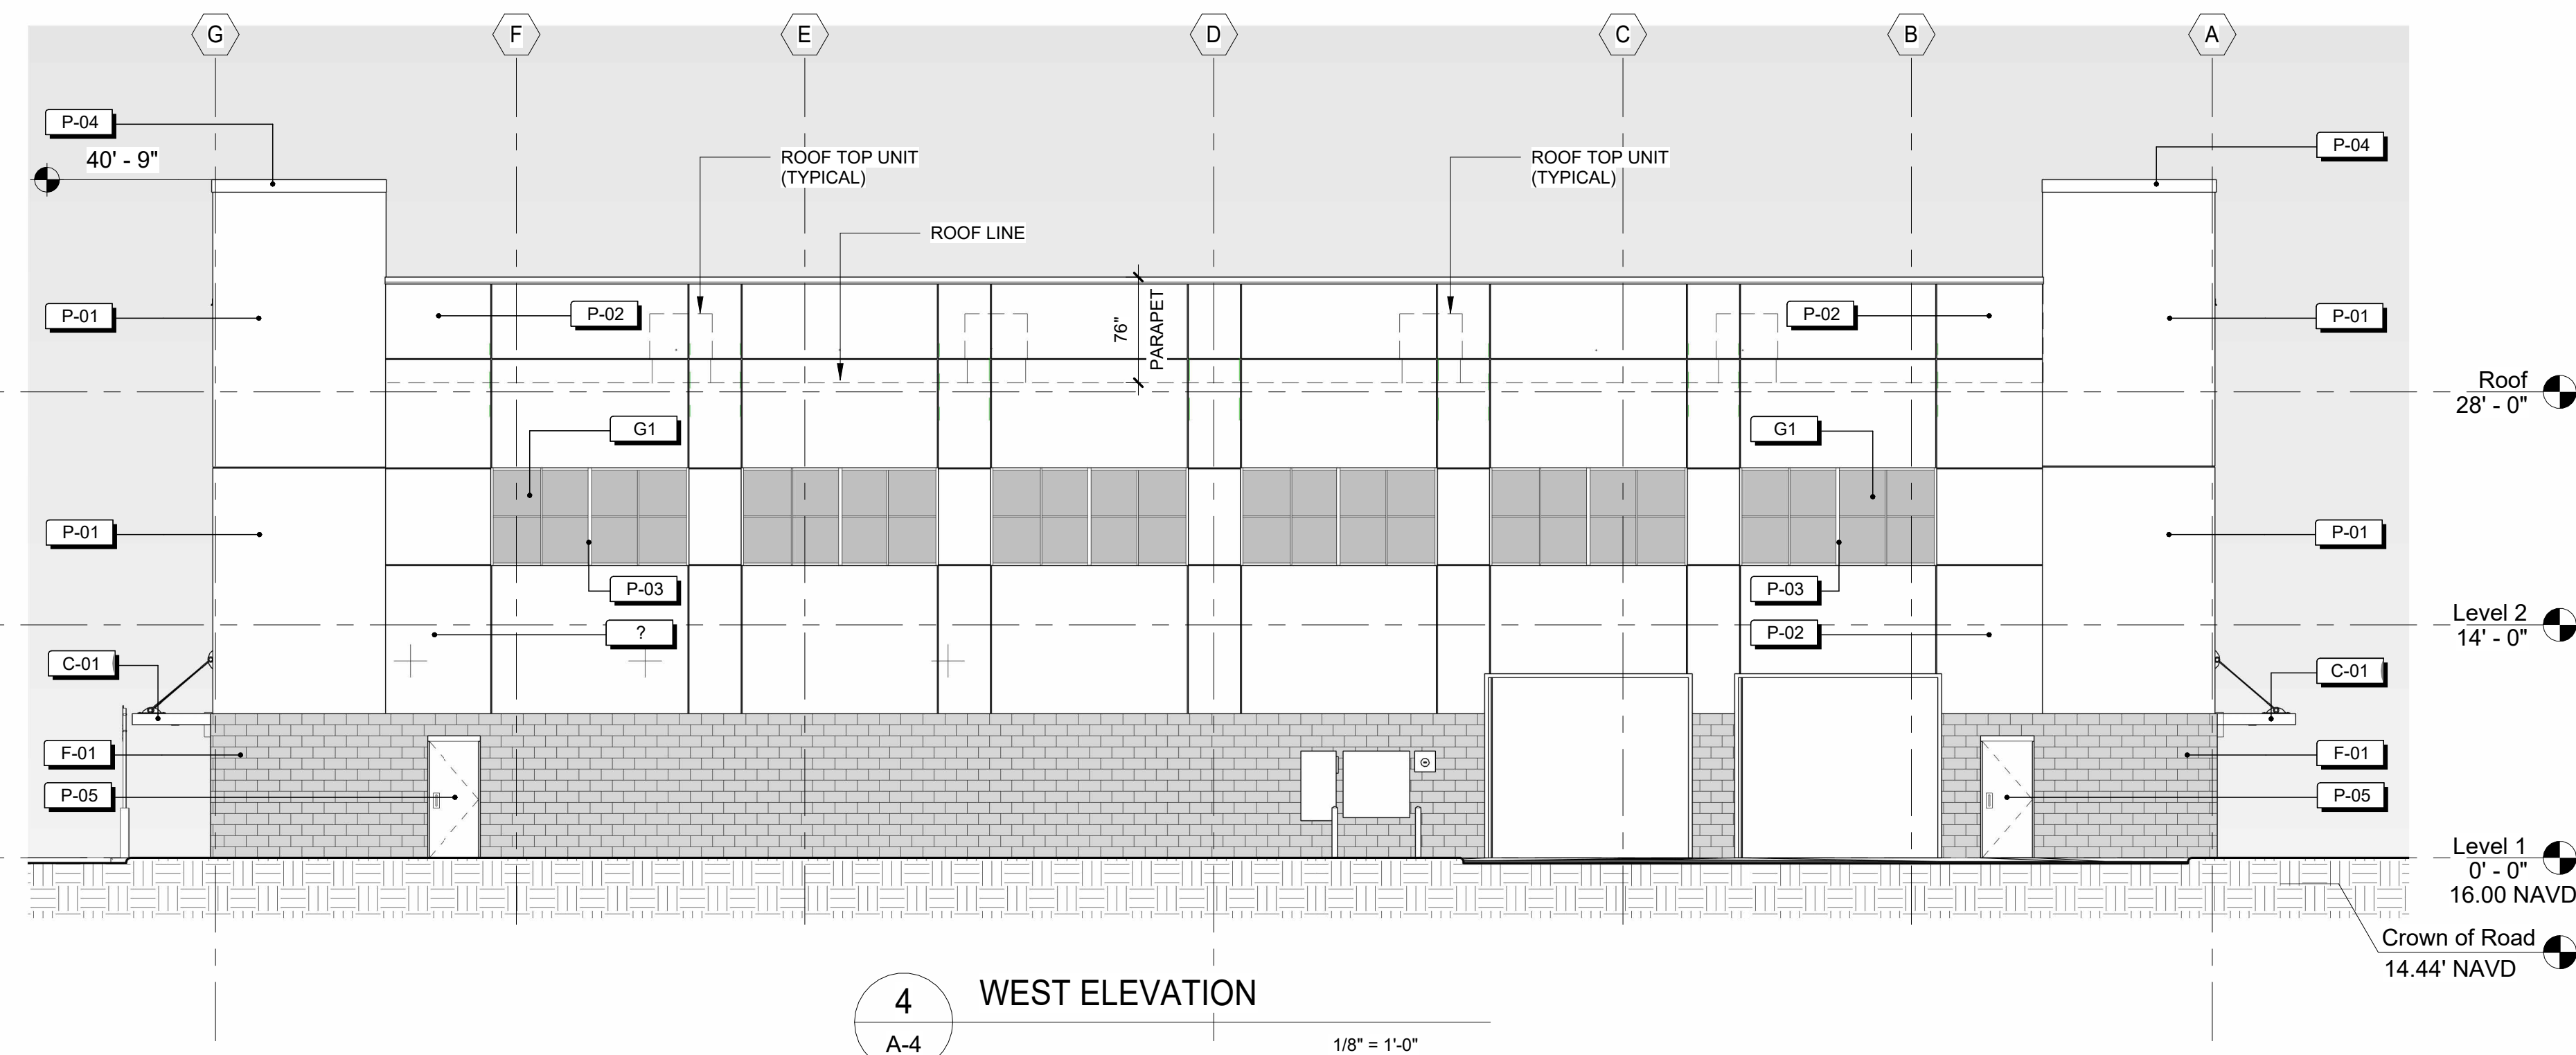 G F E D C B A
P-04
40' - 9"
P-04
ROOF TOP UNIT
(TYPICAL)
ROOF TOP UNIT
(TYPICAL)
ROOF LINE
P-01
P-02
76"
PARAPET
P-02
P-01
Roof
28' - 0"
G1
G1
P-01
P-01
P-03
P-03
?
P-02
Level 2
14' - 0"
C-01
C-01
F-01
F-01
P-05
P-05
Level 1
0' - 0"
16.00 NAVD
Crown of Road
14.44' NAVD
4
A-4
WEST ELEVATION
1/8" = 1'-0"